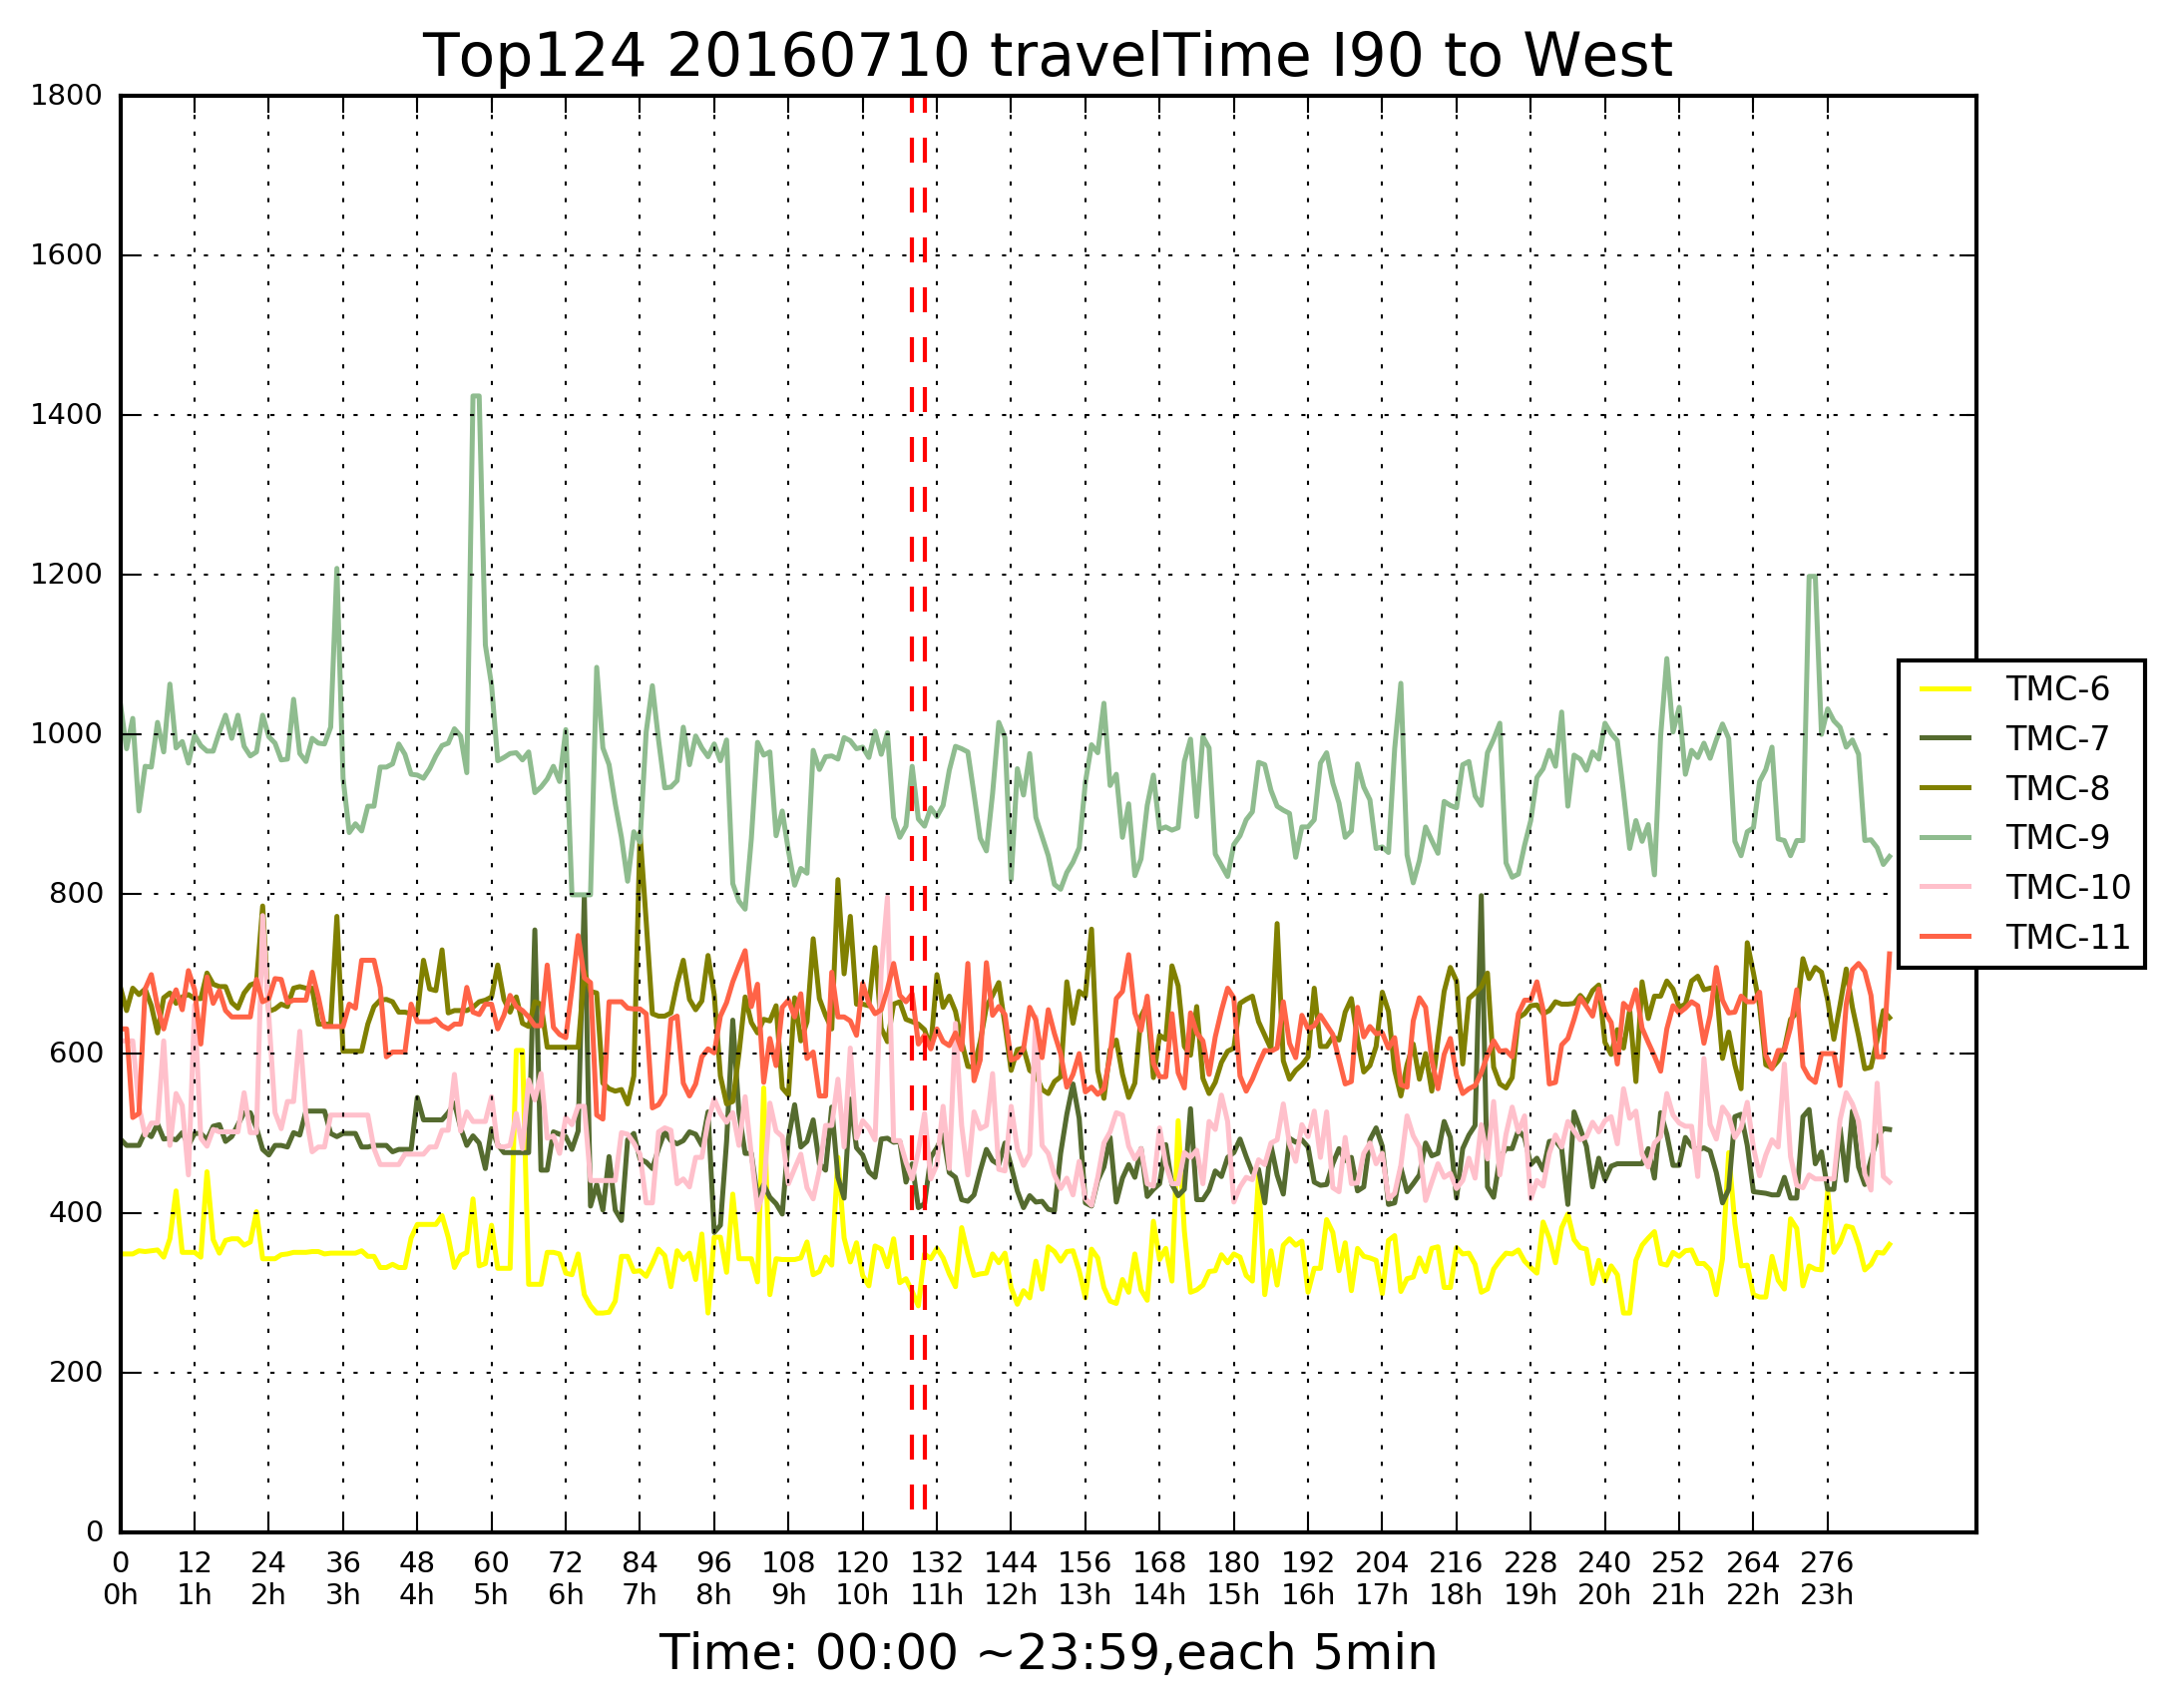 Top124 20160710 travelTime I90 to West
1800
1600
1400
1200
1000
800
600
400
200
0
TMC-6
TMC-7
TMC-8
TMC-9
TMC-10
TMC-11
0 12 24 36 48 60 72 84 96 108 120 132 144 156 168 180 192 204 216 228 240 252 264 276
0h 1h 2h 3h 4h 5h 6h 7h 8h 9h 10h 11h 12h 13h 14h 15h 16h 17h 18h 19h 20h 21h 22h 23h
Time: 00:00 ~23:59,each 5min